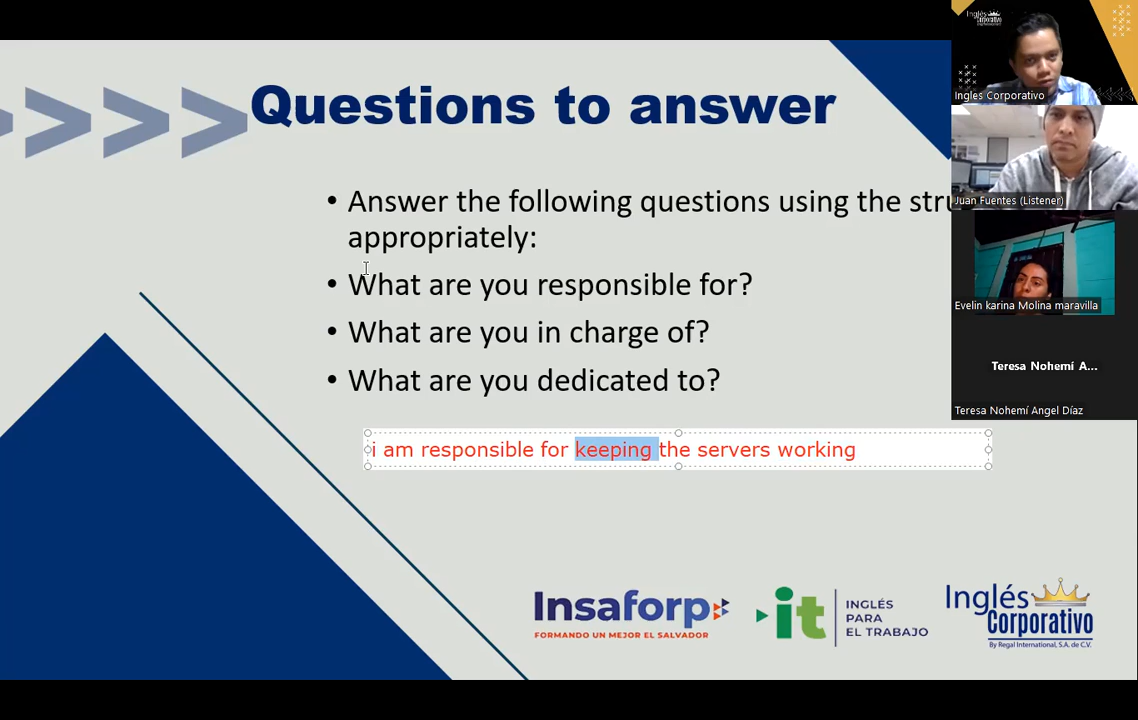 Questions to answer
• Answer the following questions using the stru
appropriately:
• What are you responsible for?
• What are you in charge of?
• What are you dedicated to?
i am responsible for keeping the servers working
Insaforp
FORMANDO UN MEJOR EL SALVADOR
it
INGLÉS
PARA
EL TRABAJO
Inglés
Corporativo
By Regal International, S.A. de C.V.
Inglés
Corporativo
Ingles Corporativo
Juan Fuentes (Listener)
Evelin karina Molina maravilla
Teresa Nohemí A...
Teresa Nohemí Angel Díaz